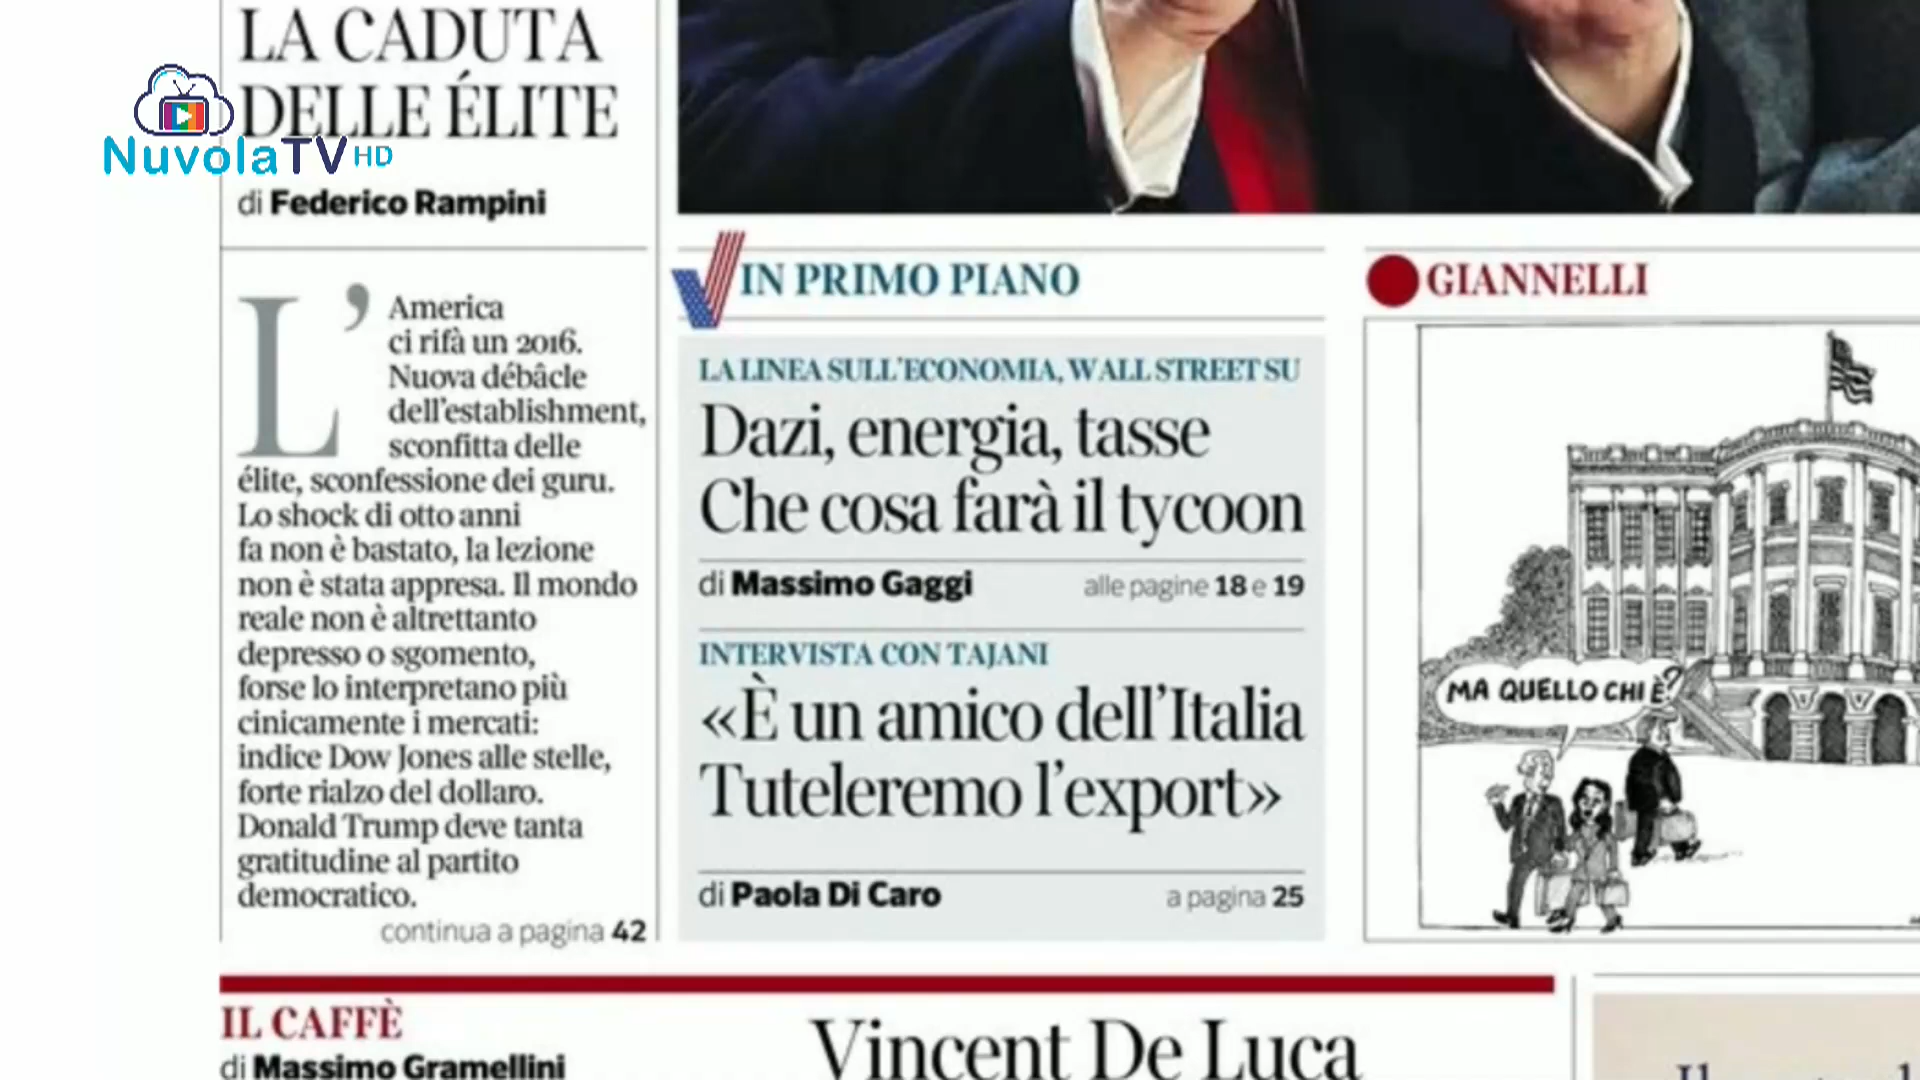 LA CADUTA
DELLE ÉLITE
NuvolaTV HD
di Federico Rampini
L'America
ci rifà un 2016.
Nuova débâcle
dell'establishment,
sconfitta delle
élite, sconfessione dei guru.
Lo shock di otto anni
fa non è bastato, la lezione
non è stata appresa. Il mondo
reale non è altrettanto
depresso o sgomento,
forse lo interpretano più
cinicamente i mercati:
indice Dow Jones alle stelle,
forte rialzo del dollaro.
Donald Trump deve tanta
gratitudine al partito
democratico.
continua a pagina 42
IN PRIMO PIANO
LA LINEA SULL'ECONOMIA, WALL STREET SU
Dazi, energia, tasse
Che cosa farà il tycoon
di Massimo Gaggi alle pagine 18 e 19
INTERVISTA CON TAJANI
«È un amico dell'Italia
Tuteleremo l'export»
di Paola Di Caro a pagina 25
GIANNELLI
MA QUELLO CHI È?
IL CAFFÈ
di Massimo Gramellini
Vincent De Luca